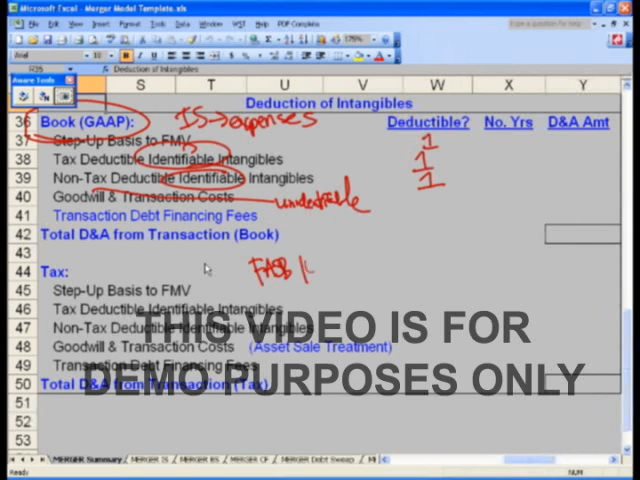 Microsoft Excel - Merger Model Template.xls
File Edit View Insert Format Tools Data Window WST Help PDF Complete
Type a question for help
Arial
Deduction of Intangibles
Aware Tools
S T U V W X Y
Deduction of Intangibles
36 Book (GAAP): IS→expenses Deductible? No. Yrs D&A Amt
37 Step-Up Basis to FMV 1
38 Tax Deductible Identifiable Intangibles 1
39 Non-Tax Deductible Identifiable Intangibles 1
40 Goodwill & Transaction Costs
41 Transaction Debt Financing Fees
42 Total D&A from Transaction (Book)
43
44 Tax: FASB
45 Step-Up Basis to FMV
46 Tax Deductible Identifiable Intangibles
47 Non-Tax Deductible Identifiable Intangibles
48 Goodwill & Transaction Costs (Asset Sale Treatment)
49 Transaction Debt Financing Fees
50 Total D&A from Transaction (Tax)
51
52
53
THIS VIDEO IS FOR
DEMO PURPOSES ONLY
MERGER Summary / MERGER IS / MERGER BS / MERGER CF / MERGER Debt Sweep
Ready NUM